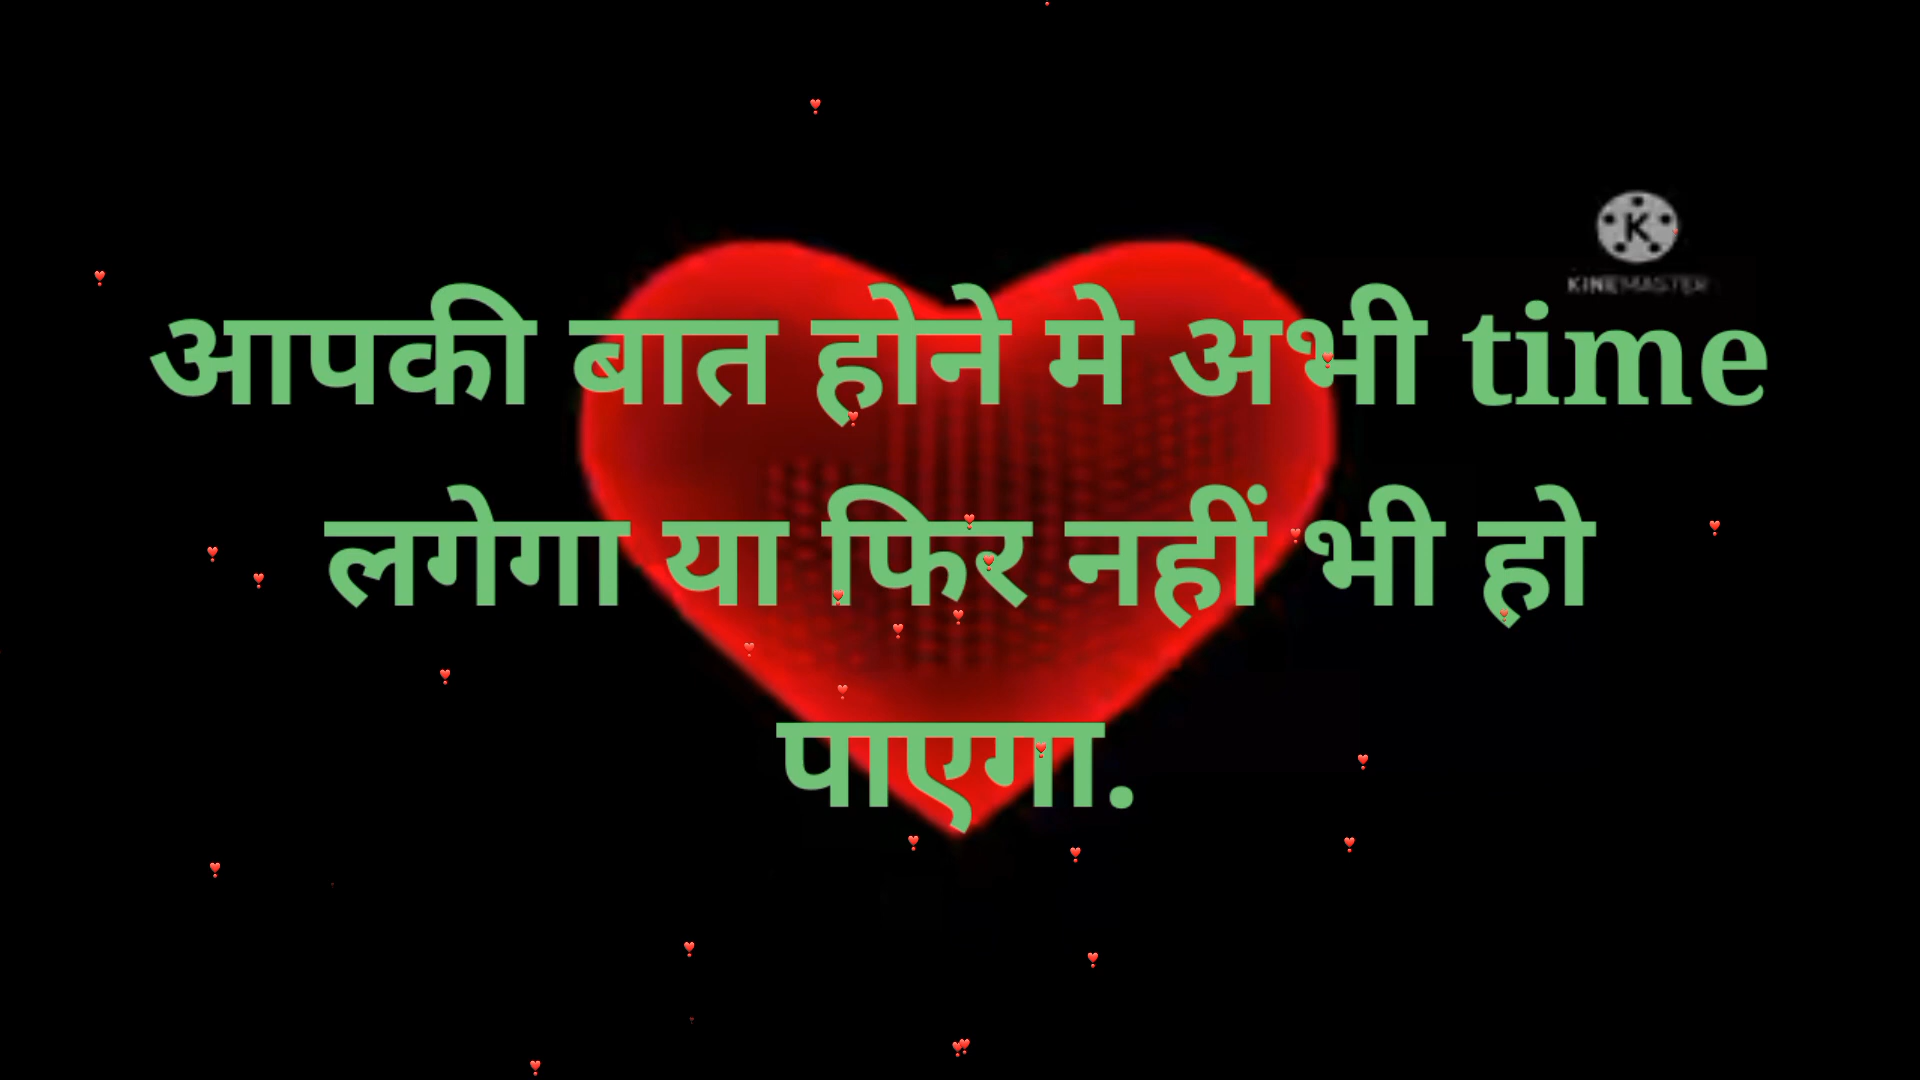 K
KINEMASTER
आपकी बात होने मे अभी time
लगेगा या फिर नहीं भी हो
पाएगा.